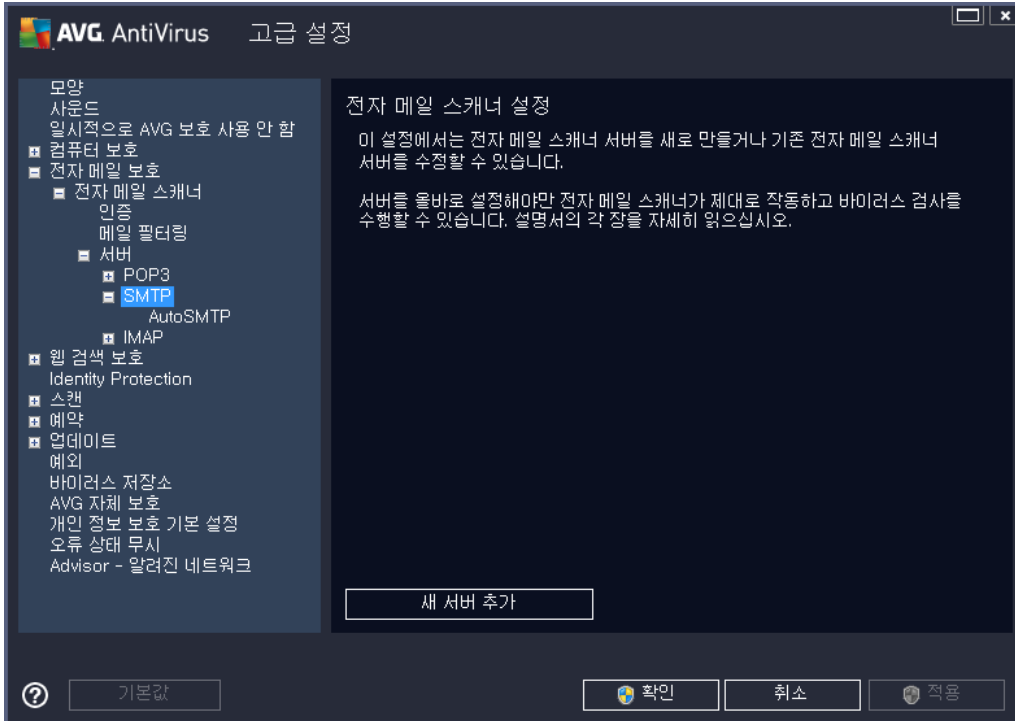 AVG. AntiVirus 고급 설정
모양
사운드
일시적으로 AVG 보호 사용 안 함
컴퓨터 보호
전자 메일 보호
전자 메일 스캐너
인증
메일 필터링
서버
POP3
SMTP
AutoSMTP
IMAP
웹 검색 보호
Identity Protection
스캔
예약
업데이트
예외
바이러스 저장소
AVG 자체 보호
개인 정보 보호 기본 설정
오류 상태 무시
Advisor - 알려진 네트워크
전자 메일 스캐너 설정
이 설정에서는 전자 메일 스캐너 서버를 새로 만들거나 기존 전자 메일 스캐너
서버를 수정할 수 있습니다.
서버를 올바로 설정해야만 전자 메일 스캐너가 제대로 작동하고 바이러스 검사를
수행할 수 있습니다. 설명서의 각 장을 자세히 읽으십시오.
새 서버 추가
기본값
확인
취소
적용